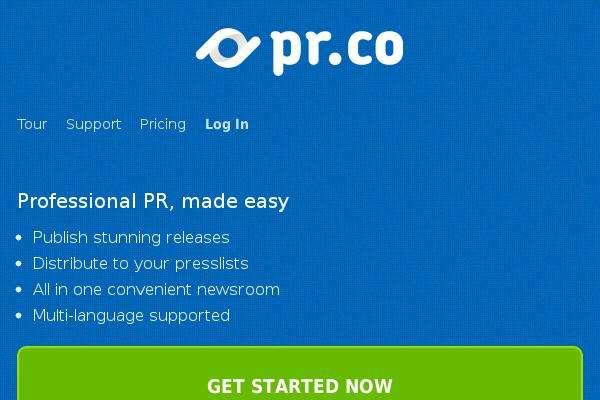 pr.co
Tour Support Pricing Log In
Professional PR, made easy
Publish stunning releases
Distribute to your presslists
All in one convenient newsroom
Multi-language supported
GET STARTED NOW